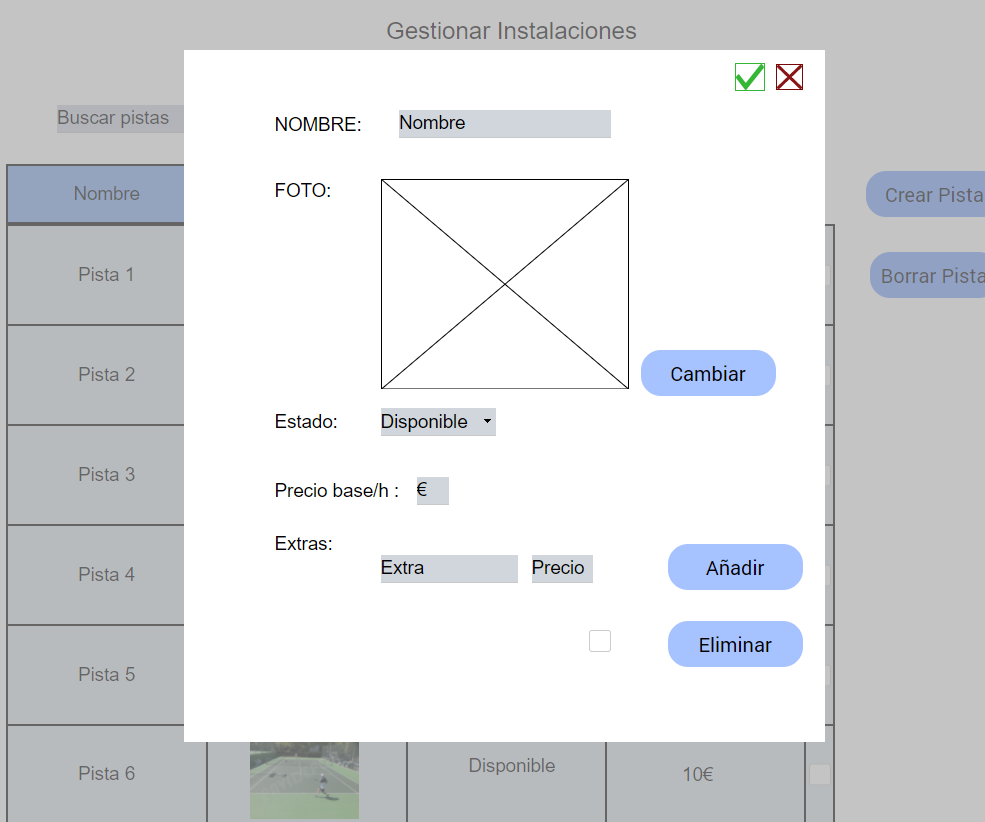 Gestionar Instalaciones
Buscar pistas
NOMBRE: Nombre
Nombre
FOTO:
Crear Pista
Pista 1
Borrar Pista
Pista 2
Cambiar
Estado: Disponible
Pista 3
Precio base/h : €
Extras:
Extra Precio Añadir
Pista 4
Eliminar
Pista 5
Pista 6 Disponible 10€